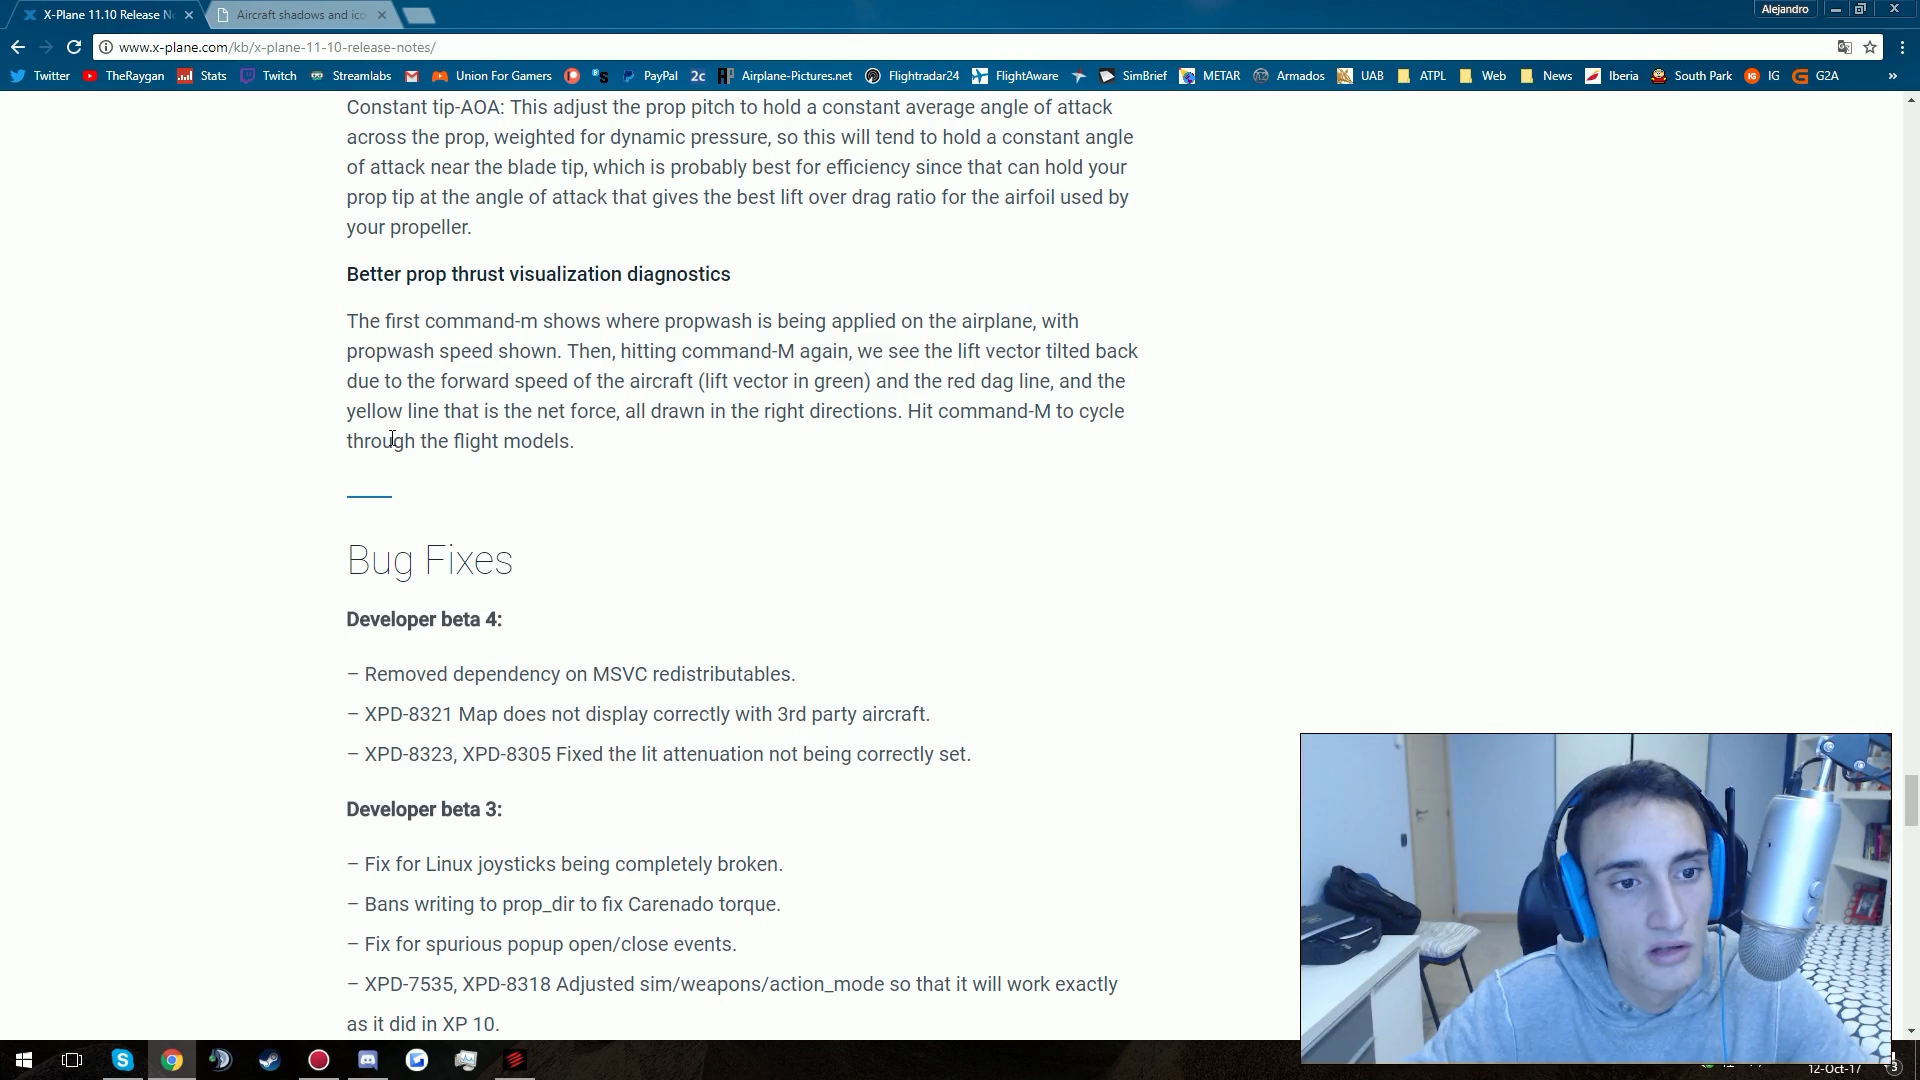 X-Plane 11.10 Release N
Aircraft shadows and ico
Alejandro
www.x-plane.com/kb/x-plane-11-10-release-notes/
Twitter TheRaygan Stats Twitch Streamlabs Union For Gamers PayPal 2c Airplane-Pictures.net Flightradar24 FlightAware SimBrief METAR Armados UAB ATPL Web News Iberia South Park IG G2A »
Constant tip-AOA: This adjust the prop pitch to hold a constant average angle of attack
across the prop, weighted for dynamic pressure, so this will tend to hold a constant angle
of attack near the blade tip, which is probably best for efficiency since that can hold your
prop tip at the angle of attack that gives the best lift over drag ratio for the airfoil used by
your propeller.
Better prop thrust visualization diagnostics
The first command-m shows where propwash is being applied on the airplane, with
propwash speed shown. Then, hitting command-M again, we see the lift vector tilted back
due to the forward speed of the aircraft (lift vector in green) and the red dag line, and the
yellow line that is the net force, all drawn in the right directions. Hit command-M to cycle
through the flight models.
Bug Fixes
Developer beta 4:
– Removed dependency on MSVC redistributables.
– XPD-8321 Map does not display correctly with 3rd party aircraft.
– XPD-8323, XPD-8305 Fixed the lit attenuation not being correctly set.
Developer beta 3:
– Fix for Linux joysticks being completely broken.
– Bans writing to prop_dir to fix Carenado torque.
– Fix for spurious popup open/close events.
– XPD-7535, XPD-8318 Adjusted sim/weapons/action_mode so that it will work exactly
as it did in XP 10.
12-Oct-17
3